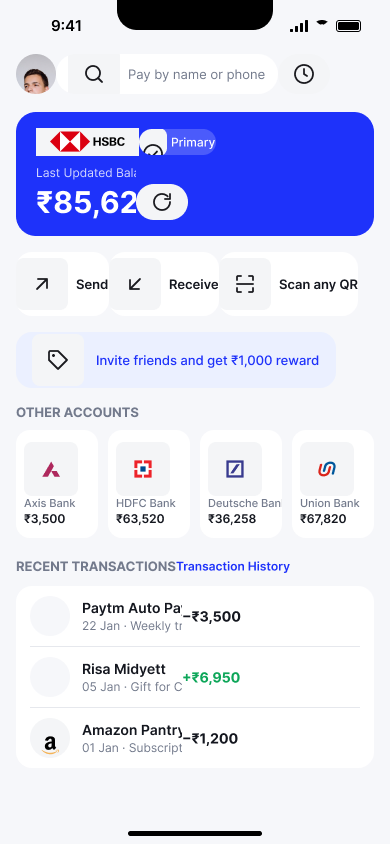 9:41
Pay by name or phone
HSBC
Primary
Last Updated Bala
₹85,62
Send
Receive
Scan any QR
Invite friends and get ₹1,000 reward
OTHER ACCOUNTS
Axis Bank
₹3,500
HDFC Bank
₹63,520
Deutsche Ban
₹36,258
Union Bank
₹67,820
RECENT TRANSACTIONS
Transaction History
Paytm Auto Pa
22 Jan · Weekly tr
−₹3,500
Risa Midyett
05 Jan · Gift for C
+₹6,950
Amazon Pantry
01 Jan · Subscript
−₹1,200